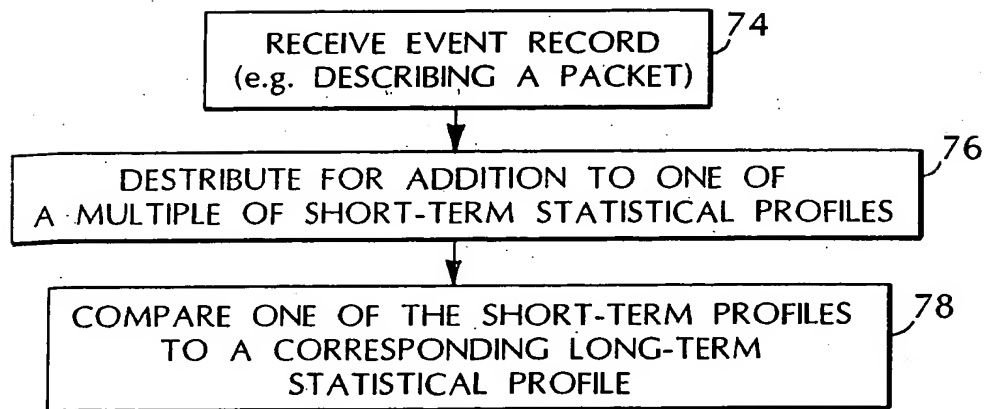 RECEIVE EVENT RECORD
(e.g. DESCRIBING A PACKET)
74
DESTRIBUTE FOR ADDITION TO ONE OF
A MULTIPLE OF SHORT-TERM STATISTICAL PROFILES
76
COMPARE ONE OF THE SHORT-TERM PROFILES
TO A CORRESPONDING LONG-TERM
STATISTICAL PROFILE
78